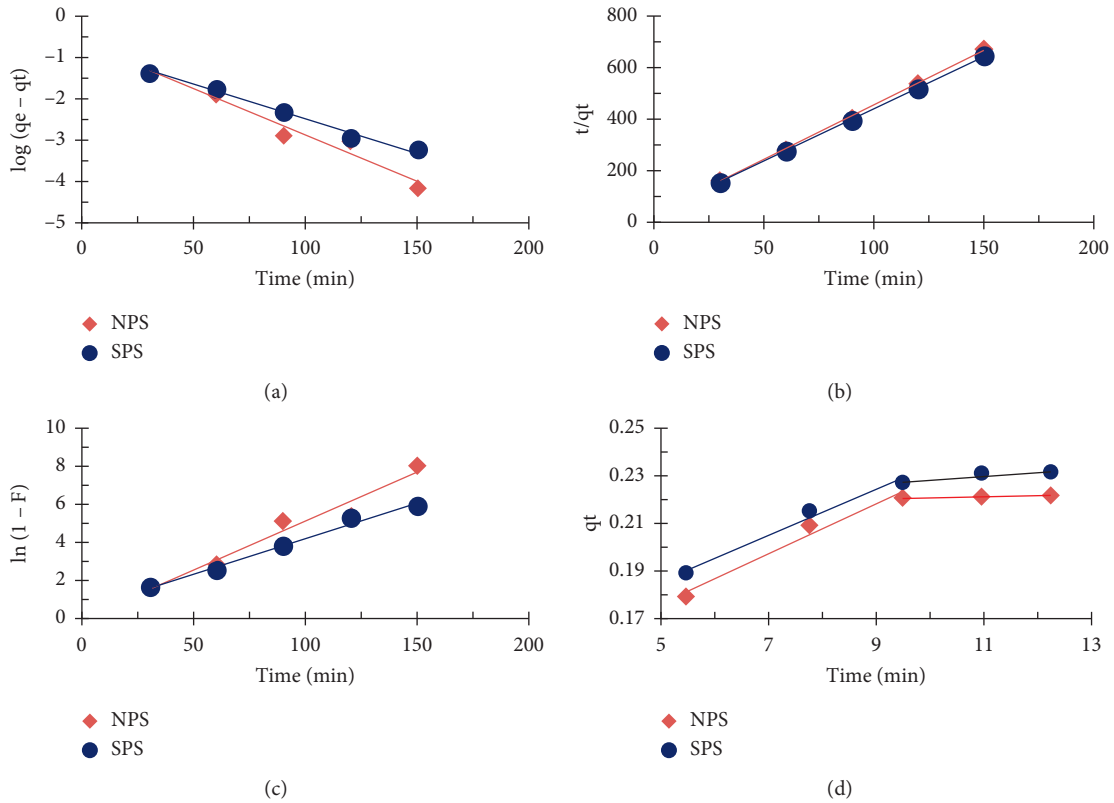 0
–1
–2
–3
–4
–5
log (qe – qt)
0
50
100
150
200
Time (min)
NPS
SPS
(a)
800
600
400
200
0
t/qt
0
50
100
150
200
Time (min)
NPS
SPS
(b)
10
8
6
4
2
0
ln (1 – F)
0
50
100
150
200
Time (min)
NPS
SPS
(c)
0.25
0.23
0.21
0.19
0.17
qt
5
7
9
11
13
Time (min)
NPS
SPS
(d)